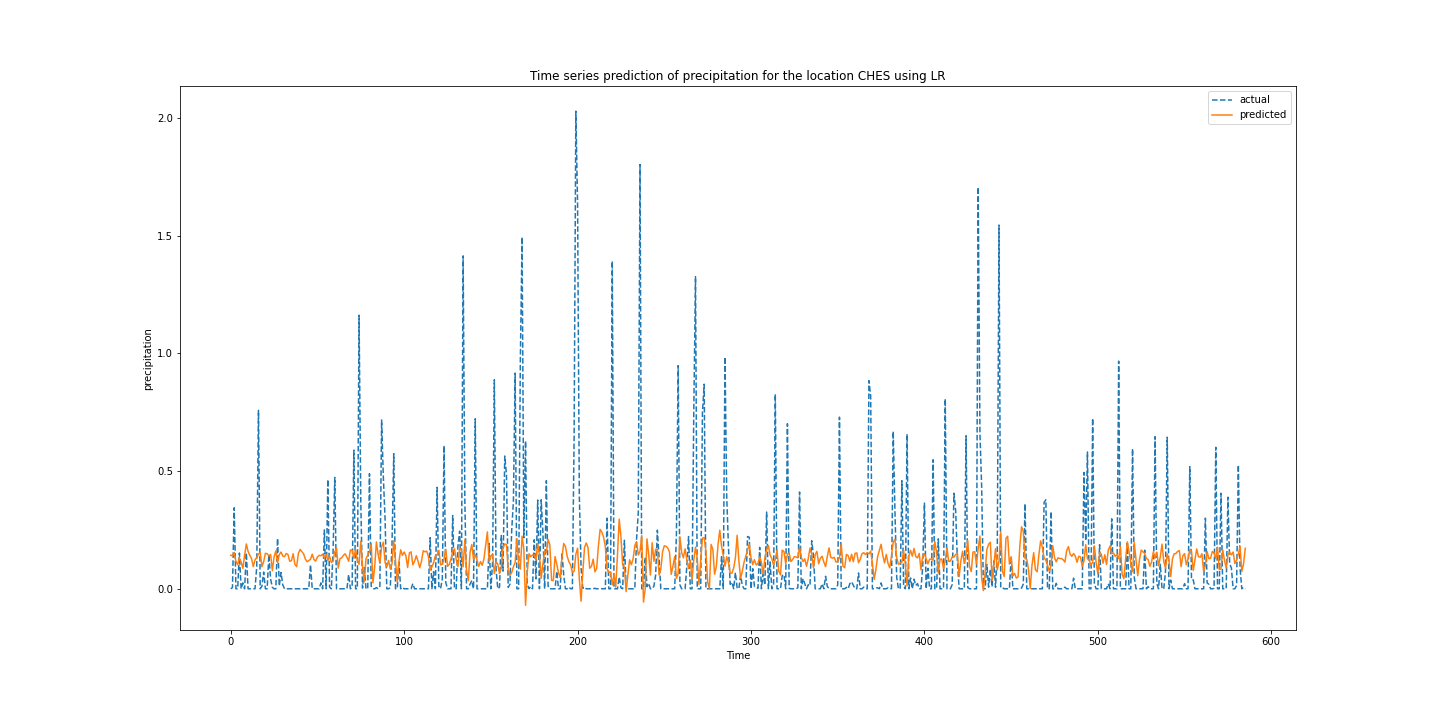 Time series prediction of precipitation for the location CHES using LR
actual
predicted
2.0
1.5
1.0
0.5
0.0
precipitation
0
100
200
300
400
500
600
Time